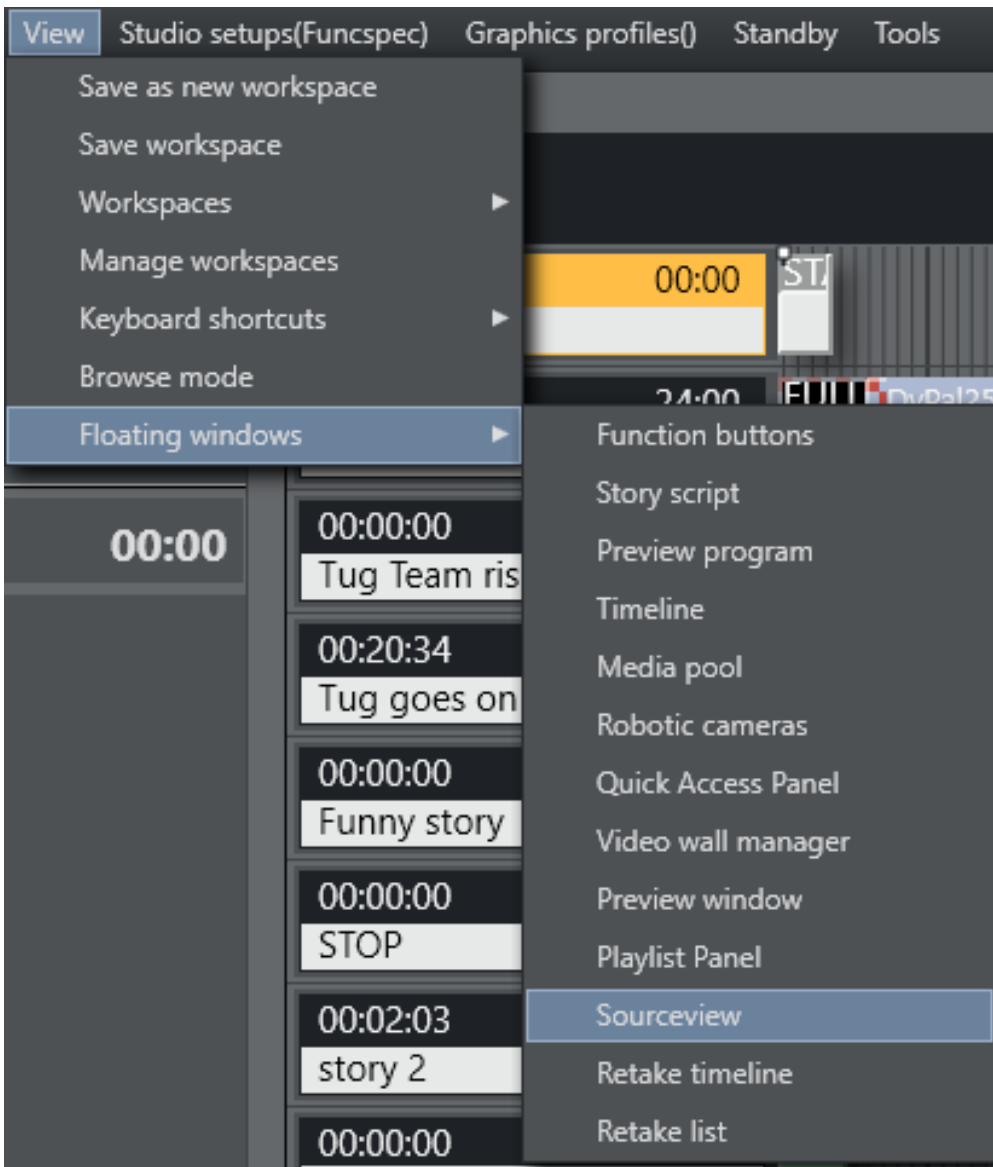 View Studio setups(Funcspec) Graphics profiles() Standby Tools
Save as new workspace
Save workspace
Workspaces
Manage workspaces
Keyboard shortcuts
Browse mode
Floating windows
00:00
24:00
Function buttons
Story script
Preview program
Timeline
Media pool
Robotic cameras
Quick Access Panel
Video wall manager
Preview window
Playlist Panel
Sourceview
Retake timeline
Retake list
00:00
00:00:00
Tug Team ris
00:20:34
Tug goes on
00:00:00
Funny story
00:00:00
STOP
00:02:03
story 2
00:00:00